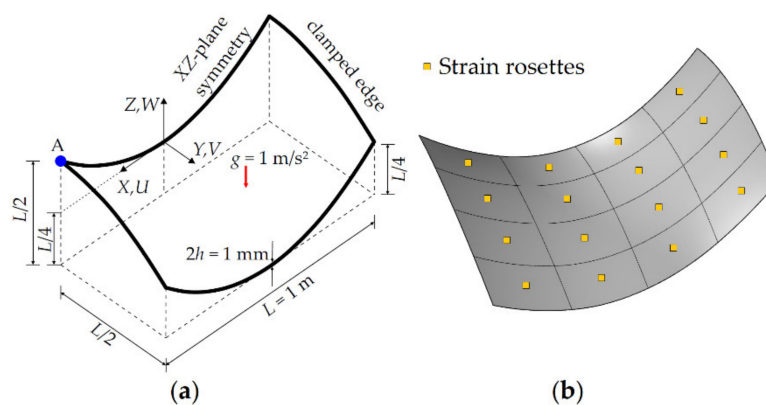 XZ-plane
symmetry
clamped edge
Z,W
A
Y,V
X,U
g = 1 m/s²
L/2
L/4
L/4
2h = 1 mm
L = 1 m
L/2
(a)
Strain rosettes
(b)